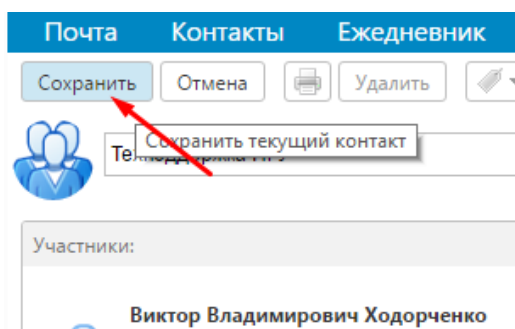 Почта Контакты Ежедневник
Сохранить Отмена Удалить
Сохранить текущий контакт
Участники:
Виктор Владимирович Ходорченко